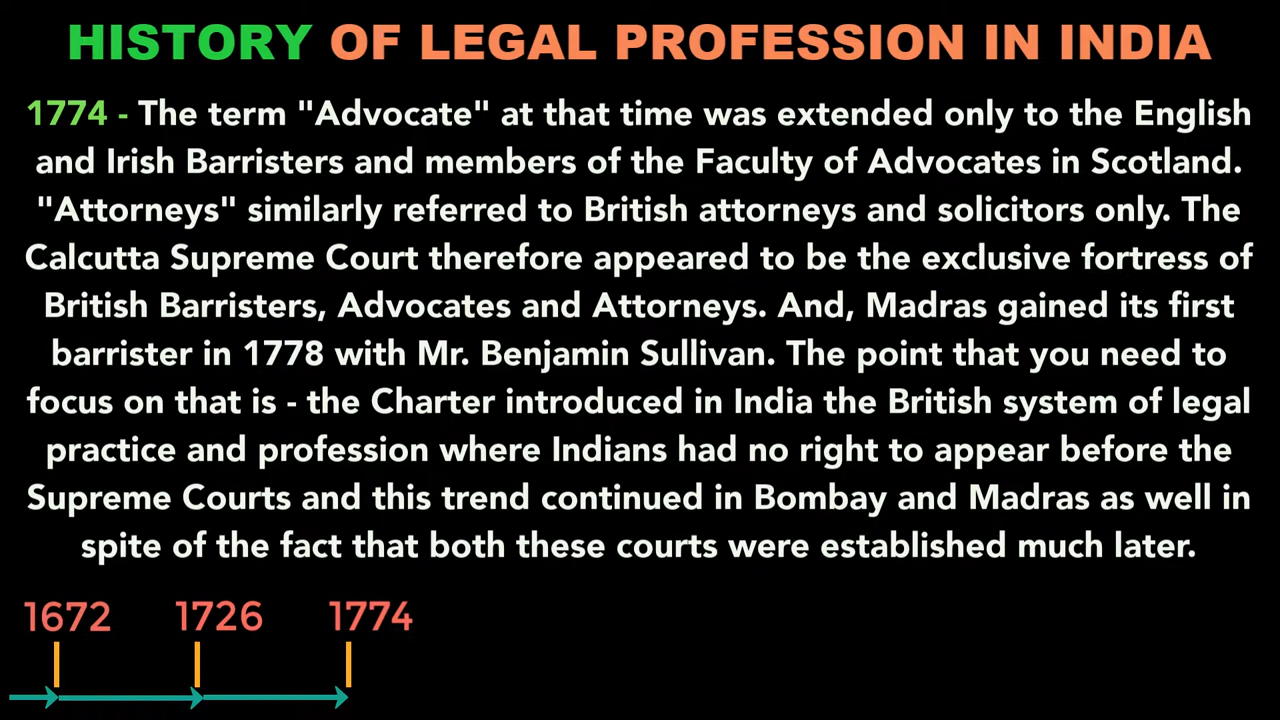 HISTORY OF LEGAL PROFESSION IN INDIA
1774 - The term "Advocate" at that time was extended only to the English
and Irish Barristers and members of the Faculty of Advocates in Scotland.
"Attorneys" similarly referred to British attorneys and solicitors only. The
Calcutta Supreme Court therefore appeared to be the exclusive fortress of
British Barristers, Advocates and Attorneys. And, Madras gained its first
barrister in 1778 with Mr. Benjamin Sullivan. The point that you need to
focus on that is - the Charter introduced in India the British system of legal
practice and profession where Indians had no right to appear before the
Supreme Courts and this trend continued in Bombay and Madras as well in
spite of the fact that both these courts were established much later.
1672 1726 1774